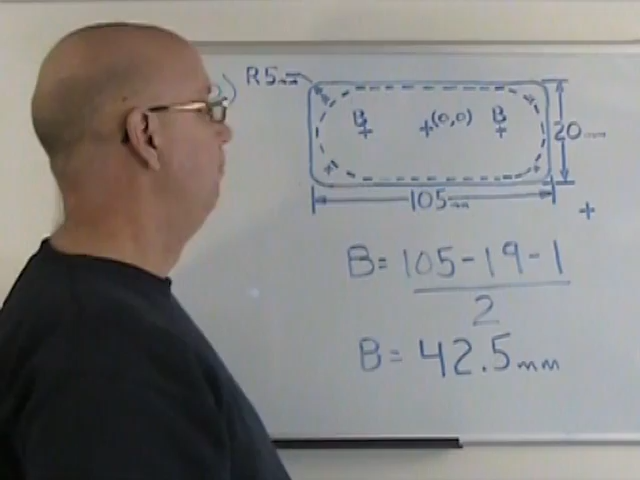 R5mm
B (0,0) B
20mm
105mm
B = 105-19-1
2
B = 42.5mm